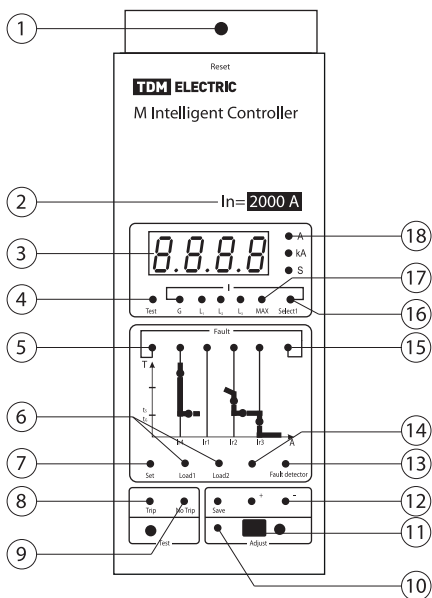 1
Reset
TDM ELECTRIC
M Intelligent Controller
2
In= 2000 A
3
8.8.8.8
A
18
kA
S
17
I
4
Test
G
L₁
L₂
L₃
MAX
Select1
16
5
Fault
15
T
A
Ir4
Ir1
Ir2
Ir3
6
14
7
Set
Load1
Load2
Fault detector
13
8
Trip
No Trip
Save
+
-
12
11
Test
Adjust
9
10